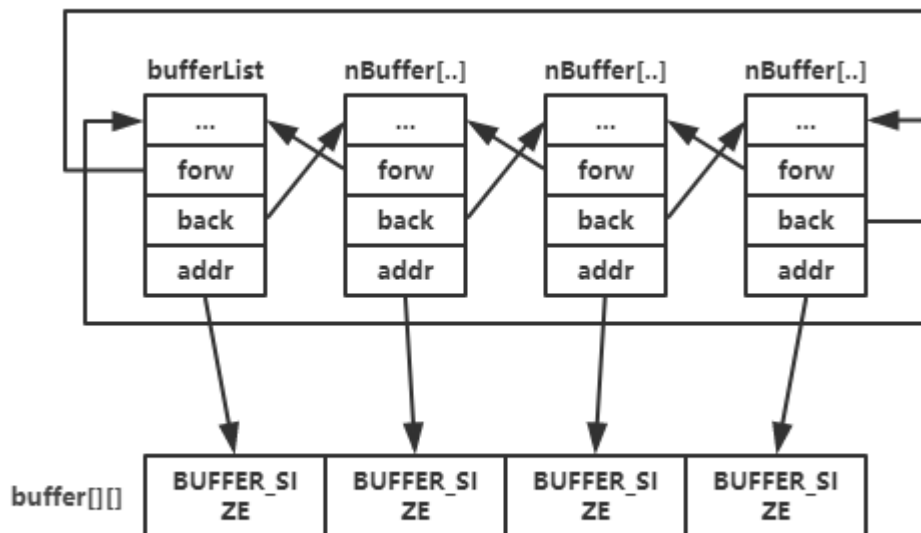 bufferList nBuffer[..] nBuffer[..] nBuffer[..]
... ... ... ...
forw forw forw forw
back back back back
addr addr addr addr
buffer[][]
BUFFER_SI BUFFER_SI BUFFER_SI BUFFER_SI
ZE ZE ZE ZE